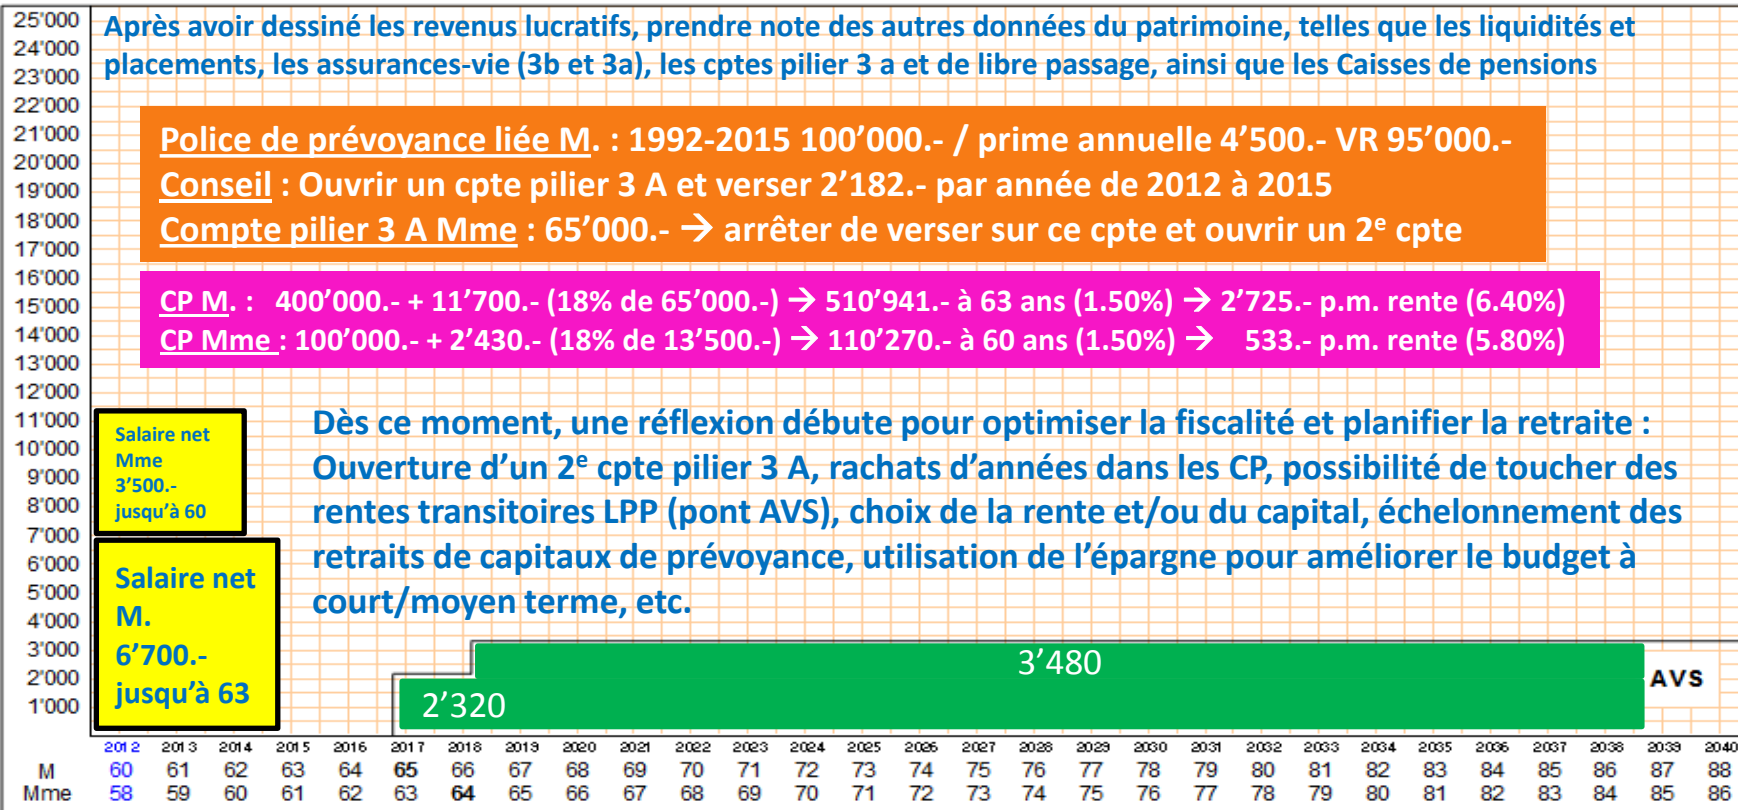 Après avoir dessiné les revenus lucratifs, prendre note des autres données du patrimoine, telles que les liquidités et
placements, les assurances-vie (3b et 3a), les cptes pilier 3 a et de libre passage, ainsi que les Caisses de pensions
25'000
24'000
23'000
22'000
21'000
20'000
19'000
18'000
17'000
16'000
15'000
14'000
13'000
12'000
11'000
10'000
9'000
8'000
7'000
6'000
5'000
4'000
3'000
2'000
1'000
Police de prévoyance liée M. : 1992-2015 100’000.- / prime annuelle 4’500.- VR 95’000.-
Conseil : Ouvrir un cpte pilier 3 A et verser 2’182.- par année de 2012 à 2015
Compte pilier 3 A Mme : 65’000.- → arrêter de verser sur ce cpte et ouvrir un 2e cpte
CP M. : 400’000.- + 11’700.- (18% de 65’000.-) → 510’941.- à 63 ans (1.50%) → 2’725.- p.m. rente (6.40%)
CP Mme : 100’000.- + 2’430.- (18% de 13’500.-) → 110’270.- à 60 ans (1.50%) → 533.- p.m. rente (5.80%)
Salaire net
Mme
3’500.-
jusqu’à 60
Dès ce moment, une réflexion débute pour optimiser la fiscalité et planifier la retraite :
Ouverture d’un 2e cpte pilier 3 A, rachats d’années dans les CP, possibilité de toucher des
rentes transitoires LPP (pont AVS), choix de la rente et/ou du capital, échelonnement des
retraits de capitaux de prévoyance, utilisation de l’épargne pour améliorer le budget à
court/moyen terme, etc.
Salaire net
M.
6’700.-
jusqu’à 63
3’480
2’320
AVS
2012 2013 2014 2015 2016 2017 2018 2019 2020 2021 2022 2023 2024 2025 2026 2027 2028 2029 2030 2031 2032 2033 2034 2035 2036 2037 2038 2039 2040
M 60 61 62 63 64 65 66 67 68 69 70 71 72 73 74 75 76 77 78 79 80 81 82 83 84 85 86 87 88
Mme 58 59 60 61 62 63 64 65 66 67 68 69 70 71 72 73 74 75 76 77 78 79 80 81 82 83 84 85 86